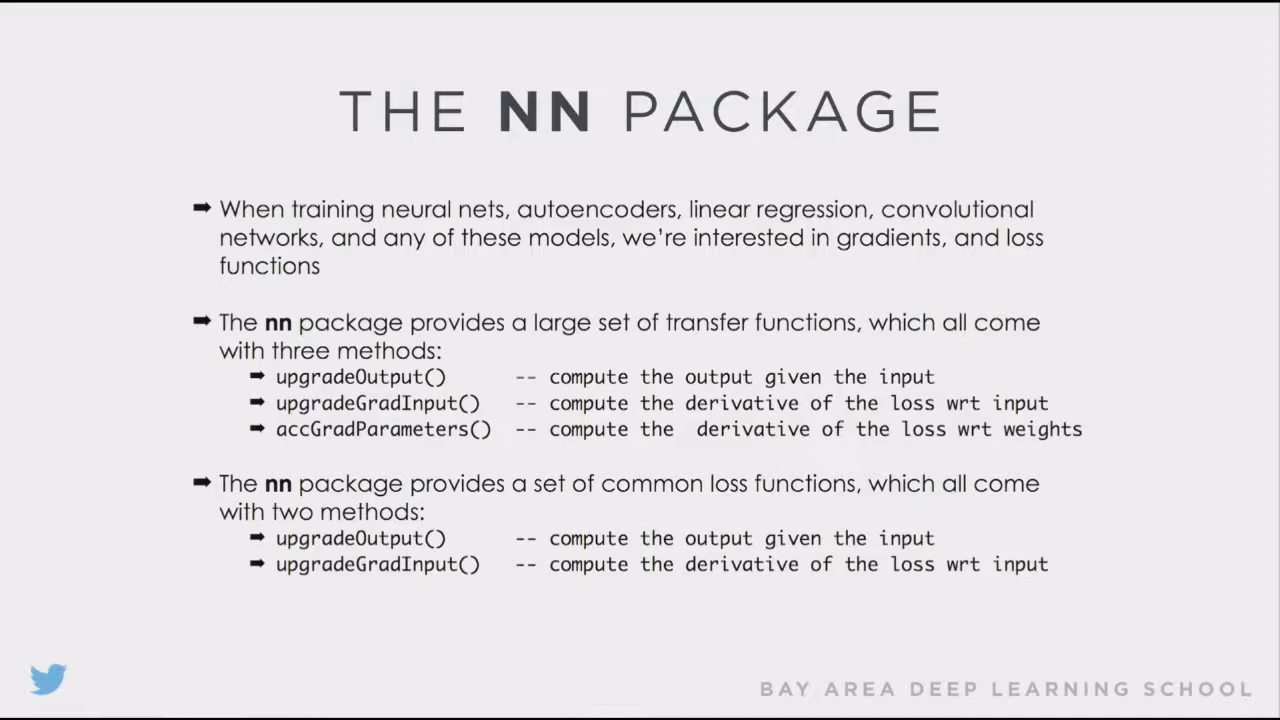 THE NN PACKAGE
➡ When training neural nets, autoencoders, linear regression, convolutional
networks, and any of these models, we're interested in gradients, and loss
functions
➡ The nn package provides a large set of transfer functions, which all come
with three methods:
➡ upgradeOutput() -- compute the output given the input
➡ upgradeGradInput() -- compute the derivative of the loss wrt input
➡ accGradParameters() -- compute the derivative of the loss wrt weights
➡ The nn package provides a set of common loss functions, which all come
with two methods:
➡ upgradeOutput() -- compute the output given the input
➡ upgradeGradInput() -- compute the derivative of the loss wrt input
BAY AREA DEEP LEARNING SCHOOL